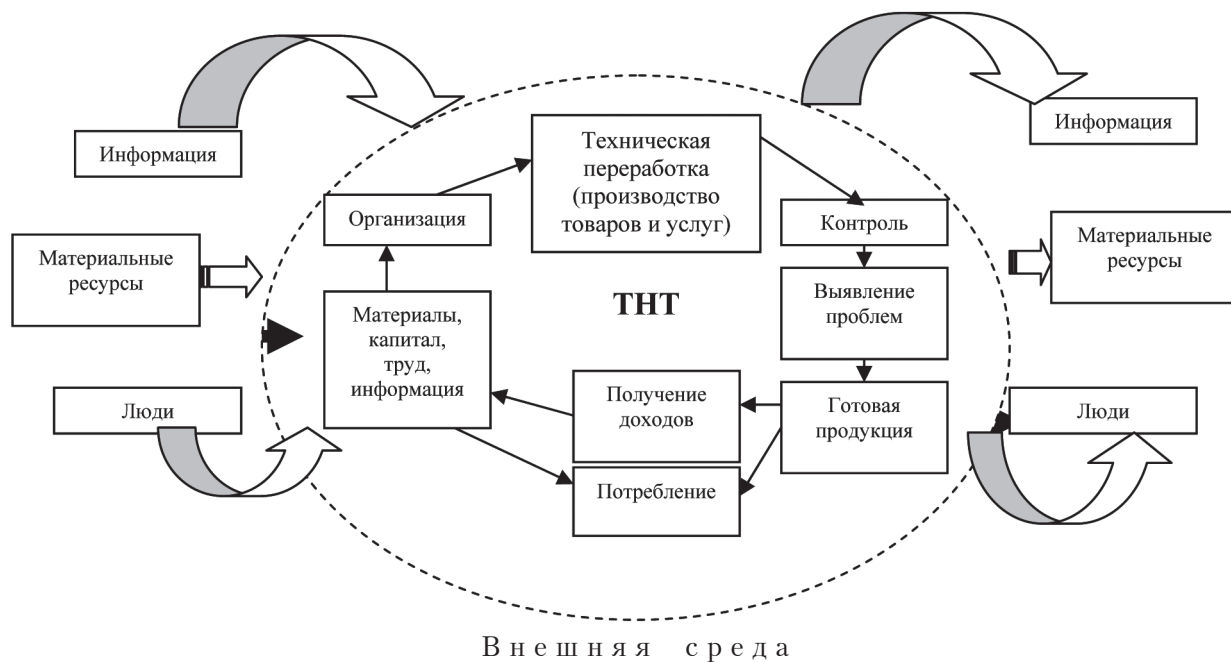 Информация
Материальные
ресурсы
Люди
Техническая
переработка
(производство
товаров и услуг)
Организация
Контроль
Материалы,
капитал,
труд,
информация
ТНТ
Выявление
проблем
Получение
доходов
Готовая
продукция
Потребление
Информация
Материальные
ресурсы
Люди
Внешняя среда